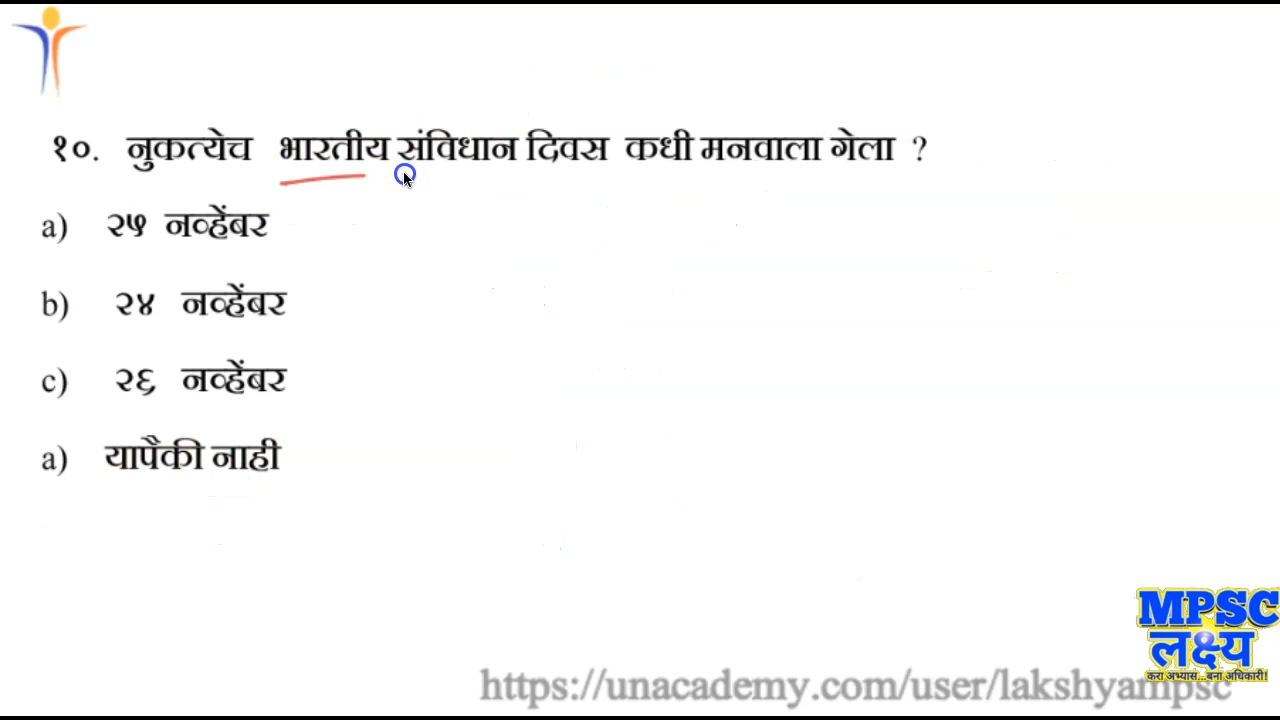 १०. नुकत्येच भारतीय संविधान दिवस कधी मनवाला गेला ?
a) २५ नव्हेंबर
b) २४ नव्हेंबर
c) २६ नव्हेंबर
a) यापैकी नाही
MPSC
लक्ष्य
करा अभ्यास...बना अधिकारी!
https://unacademy.com/user/lakshyampsc